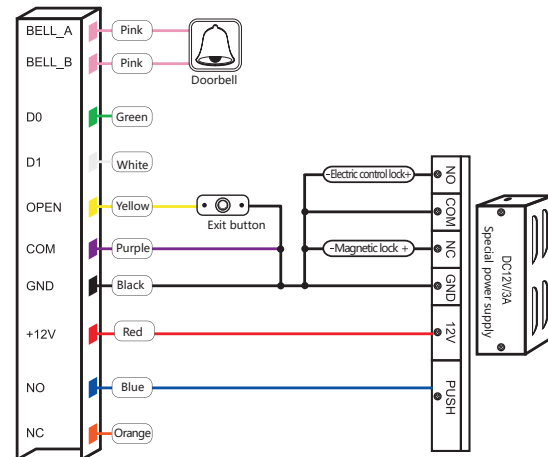 BELL_A Pink
BELL_B Pink
Doorbell
D0 Green
D1 White
OPEN Yellow
Exit button
COM Purple
GND Black
+12V Red
NO Blue
NC Orange
-Electric control lock+
-Magnetic lock +
NO
COM
NC
GND
12V
PUSH
DC12V/3A
Special power supply